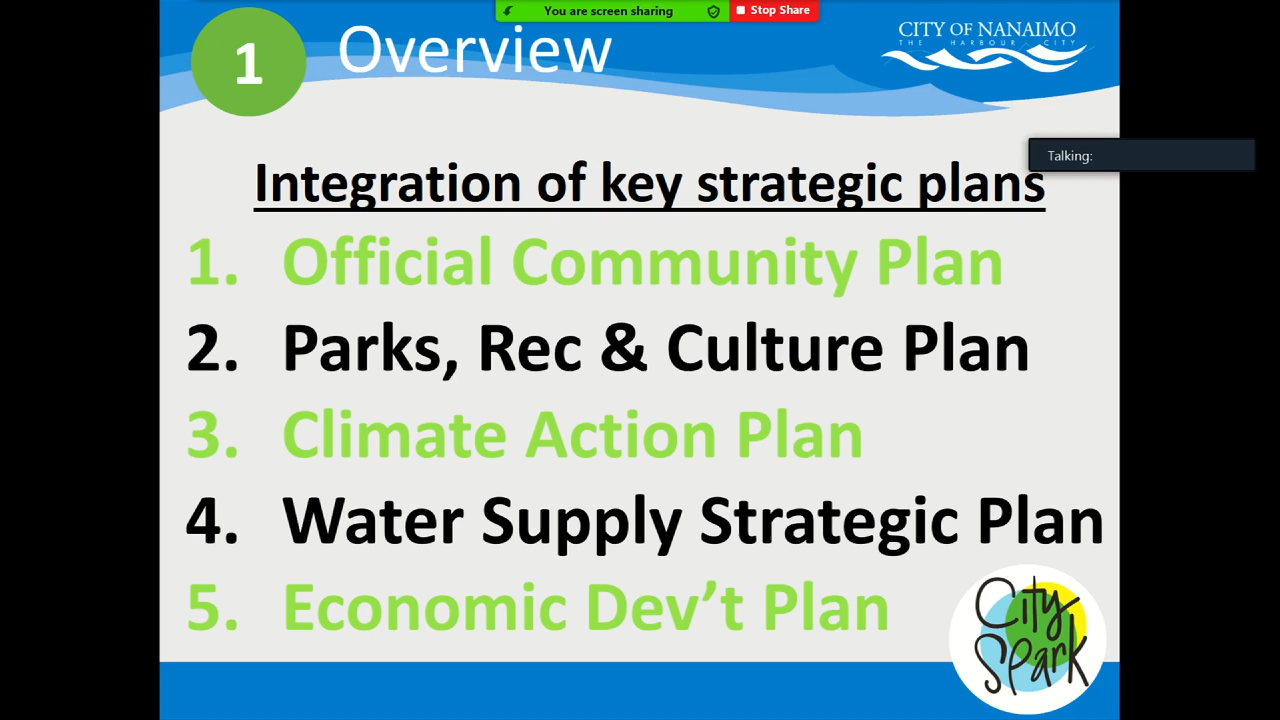 You are screen sharing
Stop Share
1
Overview
CITY OF NANAIMO
THE HARBOUR CITY
Talking:
Integration of key strategic plans
1. Official Community Plan
2. Parks, Rec & Culture Plan
3. Climate Action Plan
4. Water Supply Strategic Plan
5. Economic Dev’t Plan
City
Spark